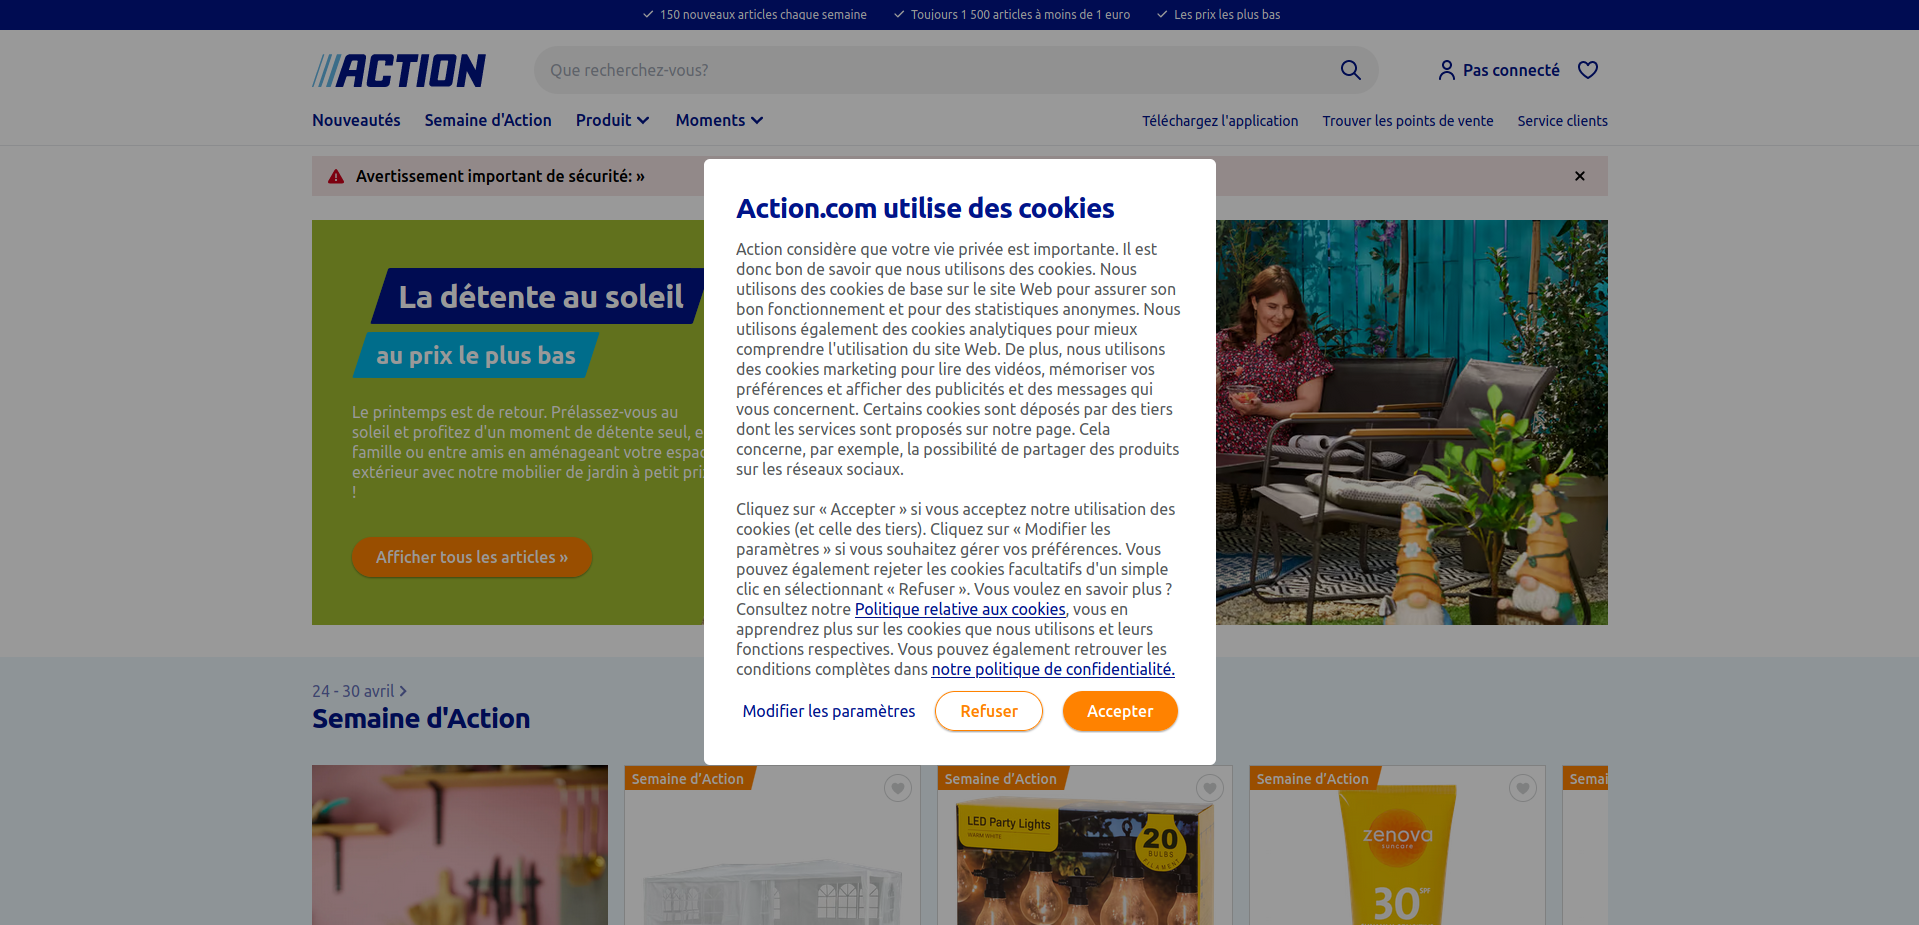 150 nouveaux articles chaque semaine
Toujours 1 500 articles à moins de 1 euro
Les prix les plus bas
ACTION
Que recherchez-vous?
Pas connecté
Nouveautés
Semaine d'Action
Produit
Moments
Téléchargez l'application
Trouver les points de vente
Service clients
Avertissement important de sécurité: »
La détente au soleil
au prix le plus bas
Le printemps est de retour. Prélassez-vous au
soleil et profitez d'un moment de détente seul,
famille ou entre amis en aménageant votre
extérieur avec notre mobilier de jardin à petit
!
Afficher tous les articles »
Action.com utilise des cookies
Action considère que votre vie privée est importante. Il est
donc bon de savoir que nous utilisons des cookies. Nous
utilisons des cookies de base sur le site Web pour assurer son
bon fonctionnement et pour des statistiques anonymes. Nous
utilisons également des cookies analytiques pour mieux
comprendre l'utilisation du site Web. De plus, nous utilisons
des cookies marketing pour lire des vidéos, mémoriser vos
préférences et afficher des publicités et des messages qui
vous concernent. Certains cookies sont déposés par des tiers
dont les services sont proposés sur notre page. Cela
concerne, par exemple, la possibilité de partager des produits
sur les réseaux sociaux.
Cliquez sur « Accepter » si vous acceptez notre utilisation des
cookies (et celle des tiers). Cliquez sur « Modifier les
paramètres » si vous souhaitez gérer vos préférences. Vous
pouvez également rejeter les cookies facultatifs d'un simple
clic en sélectionnant « Refuser ». Vous voulez en savoir plus ?
Consultez notre Politique relative aux cookies, vous en
apprendrez plus sur les cookies que nous utilisons et leurs
fonctions respectives. Vous pouvez également retrouver les
conditions complètes dans notre politique de confidentialité.
Modifier les paramètres
Refuser
Accepter
24 - 30 avril
Semaine d'Action
Semaine d'Action
Semaine d'Action
Semaine d'Action
Semai
LED Party Lights
WARM WHITE
20
BULBS
FILAMENT
zenova
suncare
30 SPF